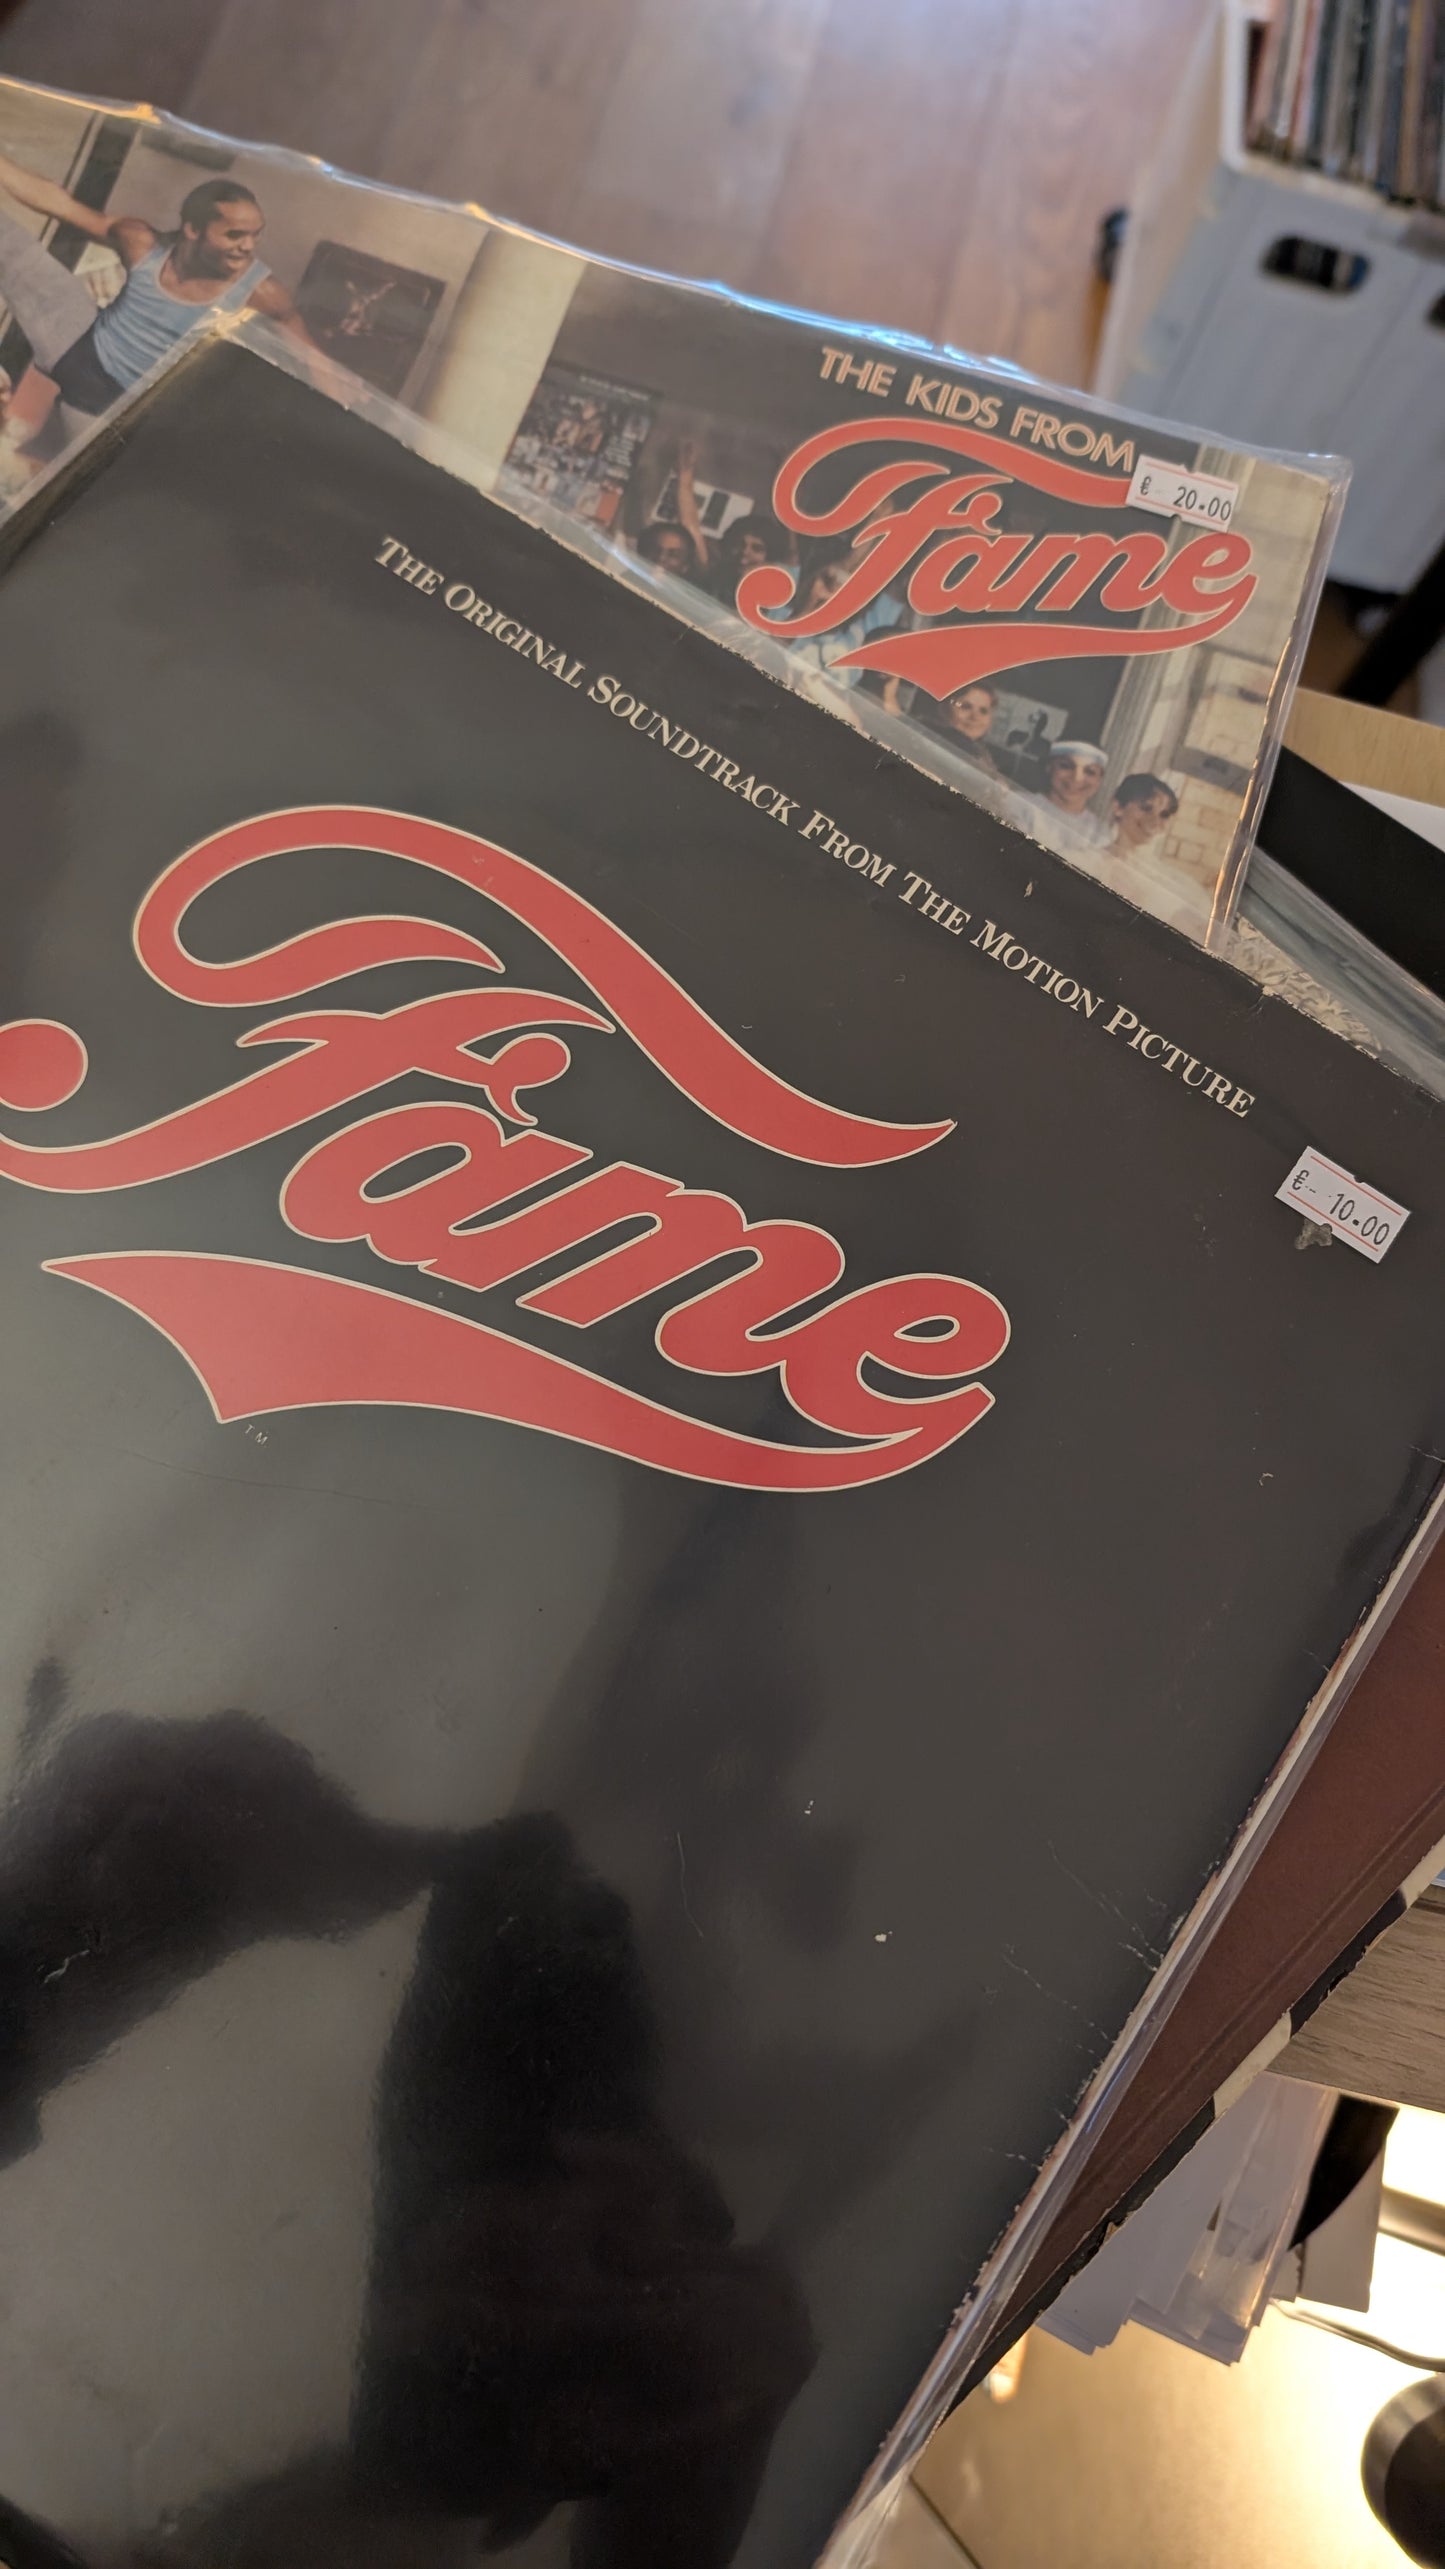 THE KIDS FROM
Fame
€ 20.00
THE ORIGINAL SOUNDTRACK FROM THE MOTION PICTURE
€ 10.00
Fame
TM